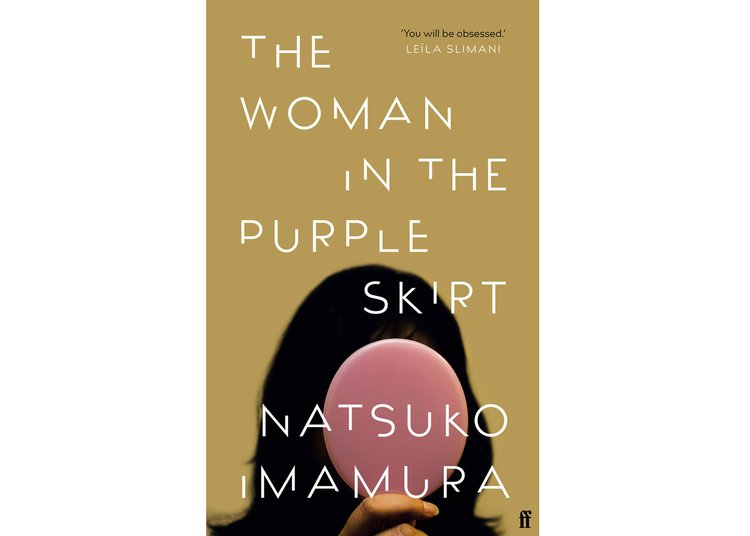 'You will be obsessed.'
LEÏLA SLIMANI
THE
WOMAN
IN THE
PURPLE
SKIRT
NATSUKO
IMAMURA
ff